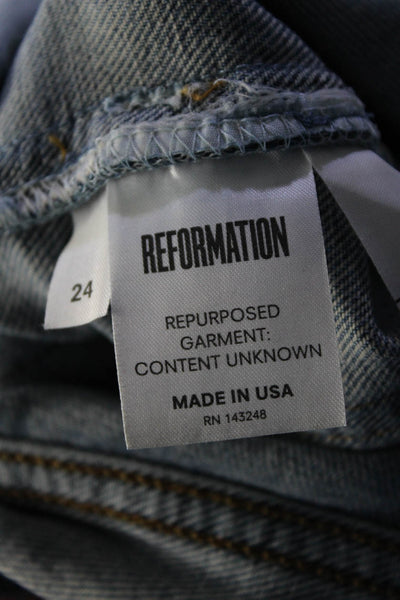 REFORMATION
24
REPURPOSED
GARMENT:
CONTENT UNKNOWN
MADE IN USA
RN 143248